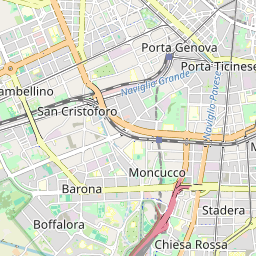 Porta Genova
Naviglio Grande
Porta Ticinese
ambellino
Naviglio Pavese
San Cristoforo
Moncucco
M
Barona
Stadera
Boffalora
Chiesa Rossa